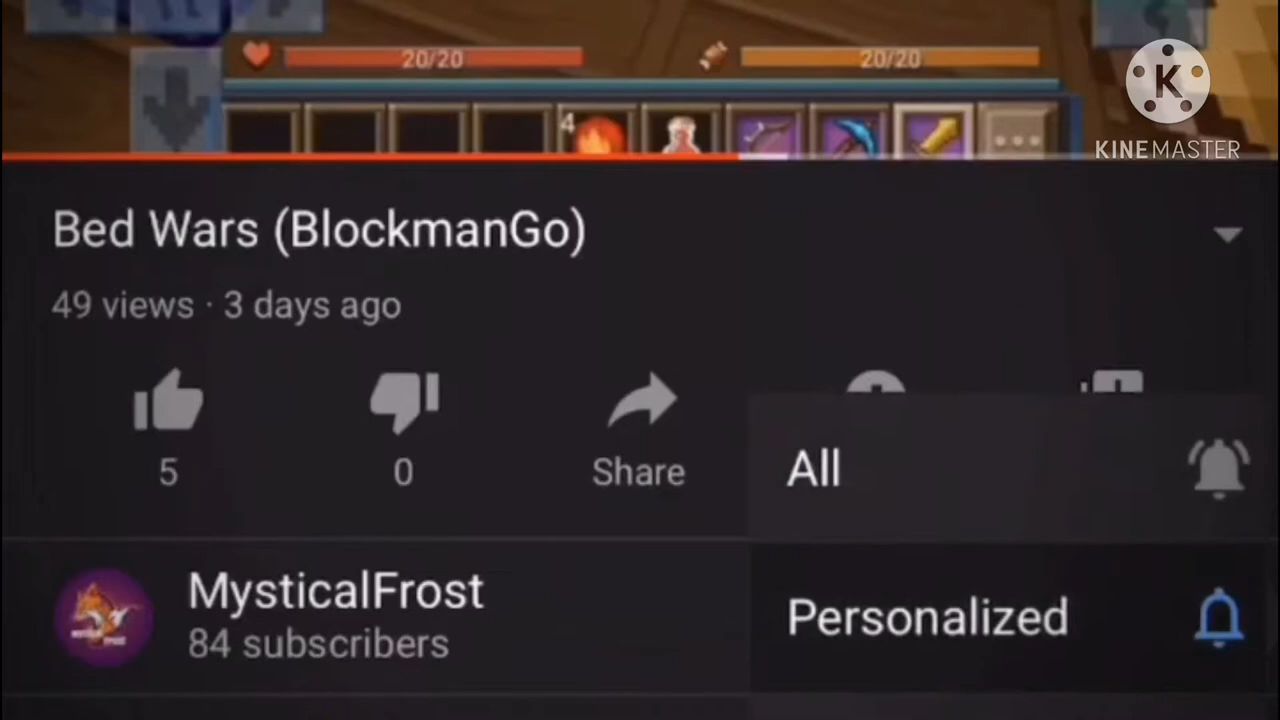 20/20
20/20
4
K
KINEMASTER
Bed Wars (BlockmanGo)
49 views · 3 days ago
5
0
Share
All
MysticalFrost
84 subscribers
Personalized